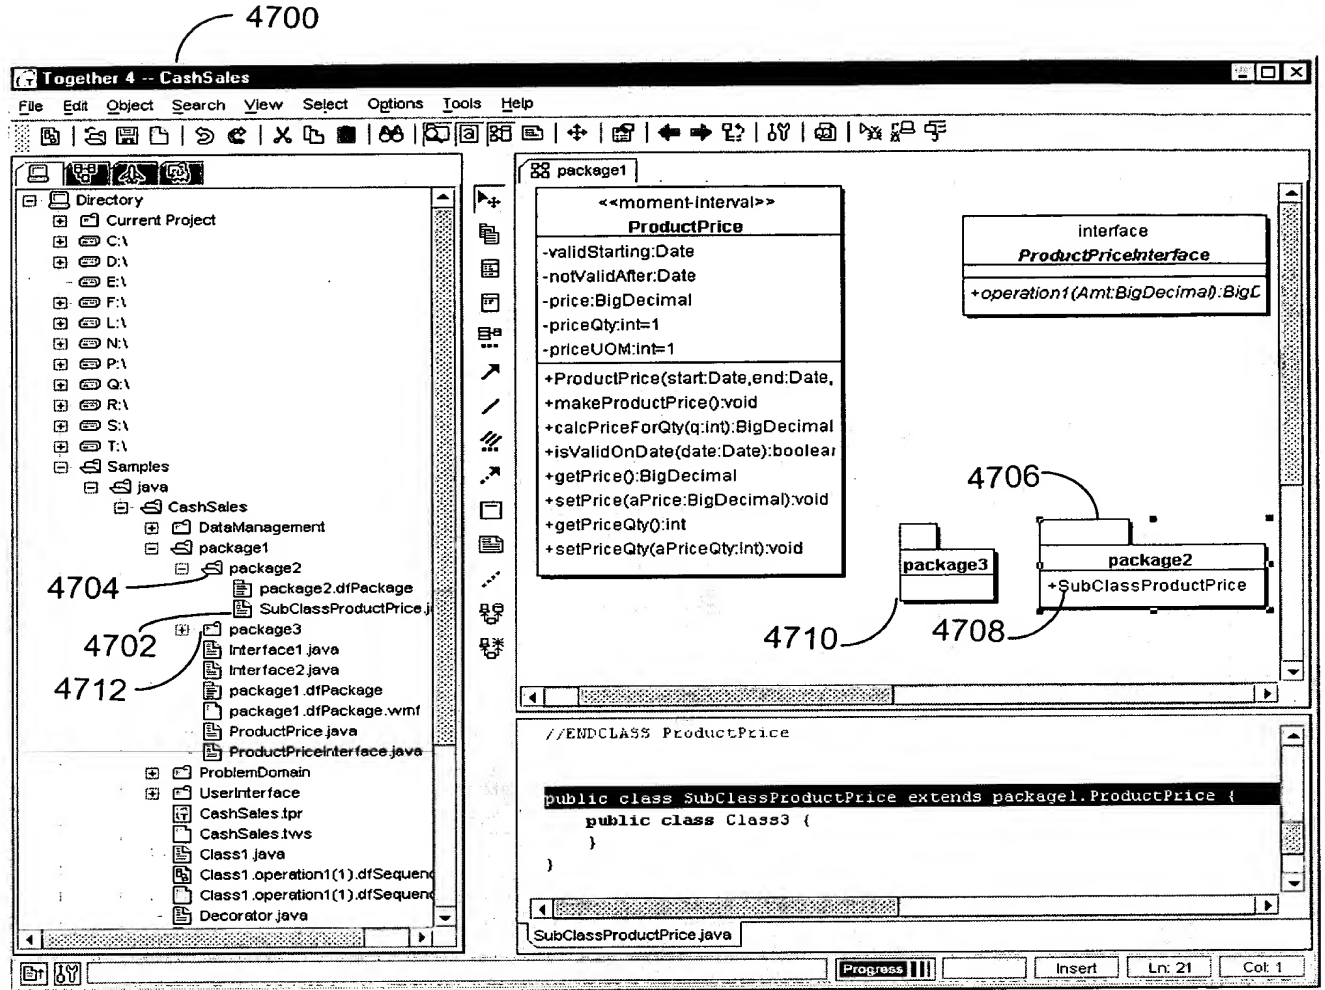 4700
Together 4 -- CashSales
File Edit Object Search View Select Options Tools Help
Directory
Current Project
C:\
D:\
E:\
F:\
L:\
N:\
P:\
Q:\
R:\
S:\
T:\
Samples
java
CashSales
DataManagement
package1
package2
4704
package2.dfPackage
SubClassProductPrice.j
4702
package3
Interface1.java
Interface2.java
4712
package1.dfPackage
package1.dfPackage.wmf
ProductPrice.java
ProductPriceInterface.java
ProblemDomain
UserInterface
CashSales.tpr
CashSales.tws
Class1.java
Class1.operation1(1).dfSequenc
Class1.operation1(1).dfSequenc
Decorator.java
package1
<<moment-interval>>
ProductPrice
-validStarting:Date
-notValidAfter:Date
-price:BigDecimal
-priceQty:int=1
-priceUOM:int=1
+ProductPrice(start:Date,end:Date,
+makeProductPrice():void
+calcPriceForQty(q:int):BigDecimal
+isValidOnDate(date:Date):boolear
+getPrice():BigDecimal
+setPrice(aPrice:BigDecimal):void
+getPriceQty():int
+setPriceQty(aPriceQty:int):void
interface
ProductPriceInterface
+operation1(Amt:BigDecimal):BigD
4706
package3
package2
+SubClassProductPrice
4710
4708
//ENDCLASS ProductPrice
public class SubClassProductPrice extends package1.ProductPrice {
public class Class3 {
}
}
SubClassProductPrice.java
Progress
Insert
Ln: 21
Col: 1